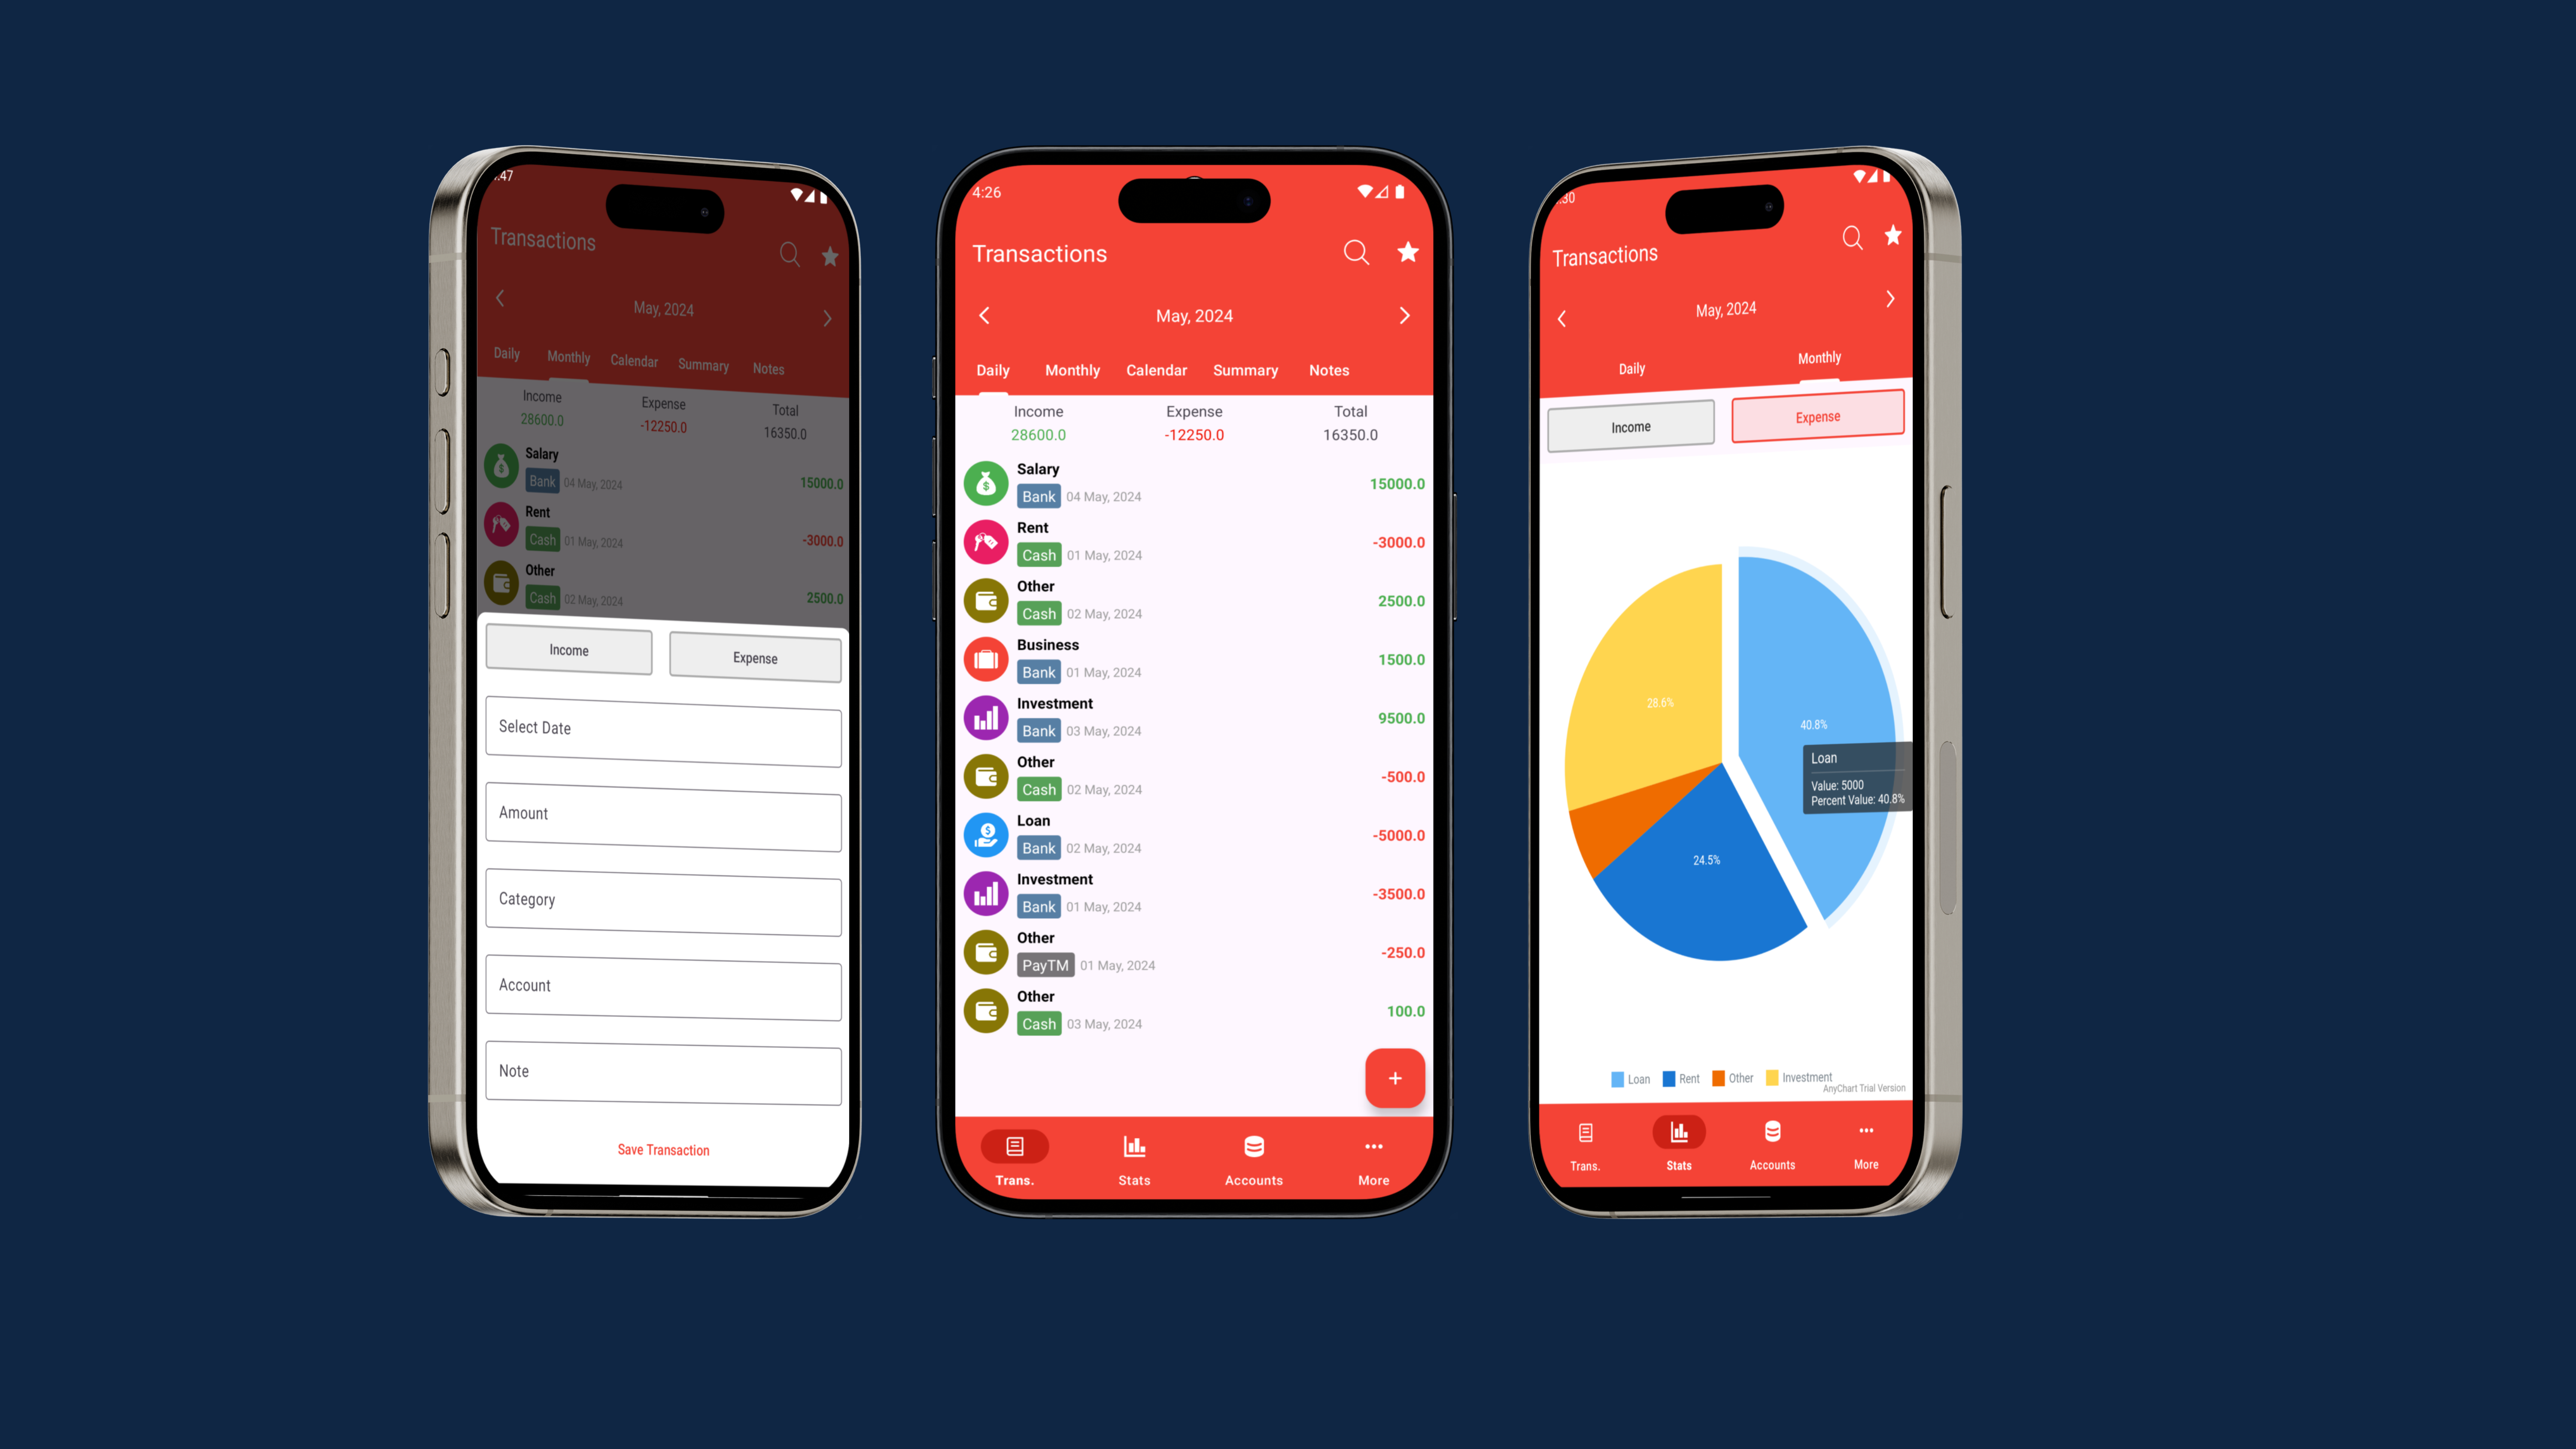 :47
Transactions
May, 2024
Daily Monthly Calendar Summary Notes
Income Expense Total
28600.0 -12250.0 16350.0
Salary
Bank 04 May, 2024 15000.0
Rent
Cash 01 May, 2024 -3000.0
Other
Cash 02 May, 2024 2500.0
Income Expense
Select Date
Amount
Category
Account
Note
Save Transaction
4:26
Transactions
May, 2024
Daily Monthly Calendar Summary Notes
Income Expense Total
28600.0 -12250.0 16350.0
Salary
Bank 04 May, 2024 15000.0
Rent
Cash 01 May, 2024 -3000.0
Other
Cash 02 May, 2024 2500.0
Business
Bank 01 May, 2024 1500.0
Investment
Bank 03 May, 2024 9500.0
Other
Cash 02 May, 2024 -500.0
Loan
Bank 02 May, 2024 -5000.0
Investment
Bank 01 May, 2024 -3500.0
Other
PayTM 01 May, 2024 -250.0
Other
Cash 03 May, 2024 100.0
+
Trans. Stats Accounts More
:30
Transactions
May, 2024
Daily Monthly
Income Expense
28.6%
40.8%
Loan
Value: 5000
Percent Value: 40.8%
24.5%
Loan Rent Other Investment
AnyChart Trial Version
Trans. Stats Accounts More